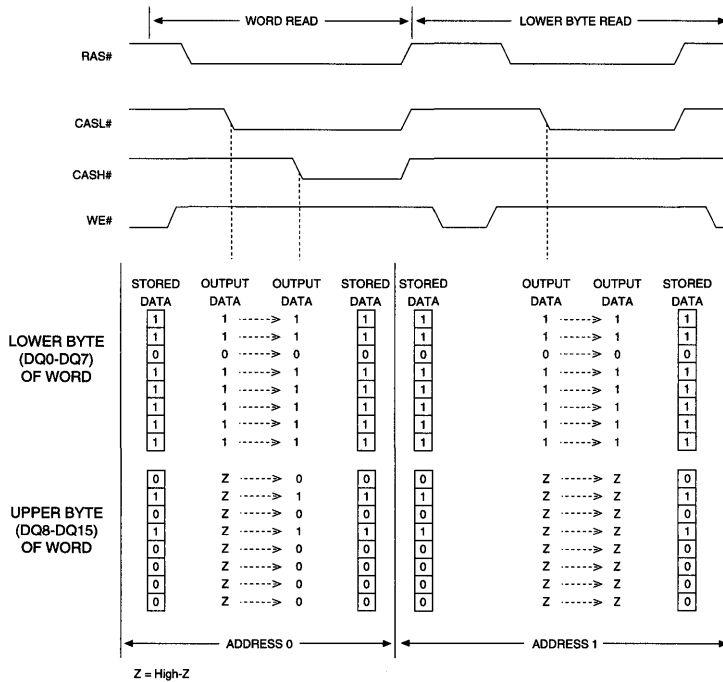 WORD READ LOWER BYTE READ
RAS#
CASL#
CASH#
WE#
STORED OUTPUT OUTPUT STORED STORED OUTPUT OUTPUT STORED
DATA DATA DATA DATA DATA DATA DATA DATA
1 1 1 1 1 1 1 1
1 1 1 1 1 1 1 1
0 0 0 0 0 0 0 0
1 1 1 1 1 1 1 1
1 1 1 1 1 1 1 1
1 1 1 1 1 1 1 1
1 1 1 1 1 1 1 1
1 1 1 1 1 1 1 1
LOWER BYTE
(DQ0-DQ7)
OF WORD
0 Z 0 0 0 Z Z 0
1 Z 1 1 1 Z Z 1
0 Z 0 0 0 Z Z 0
1 Z 1 1 1 Z Z 1
0 Z 0 0 0 Z Z 0
0 Z 0 0 0 Z Z 0
0 Z 0 0 0 Z Z 0
0 Z 0 0 0 Z Z 0
UPPER BYTE
(DQ8-DQ15)
OF WORD
ADDRESS 0 ADDRESS 1
Z = High-Z